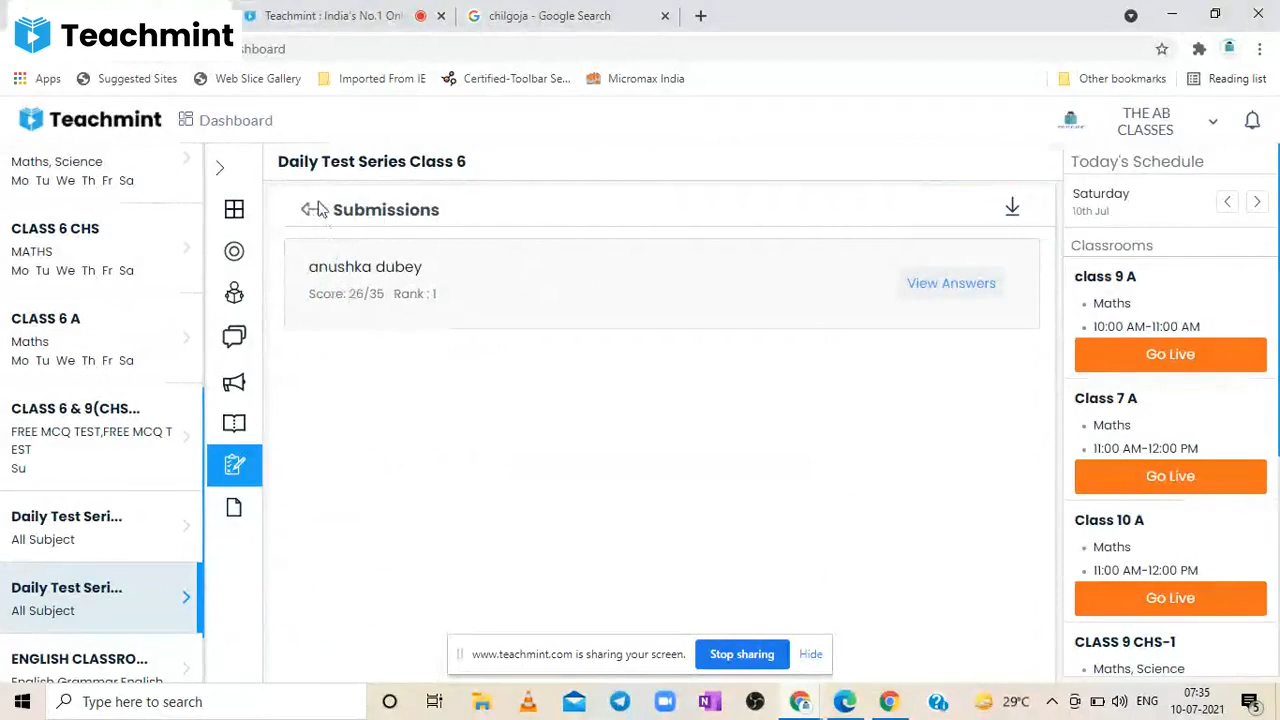 Teachmint
Teachmint: India's No.1 Onl
chilgoja - Google Search
shboard
Apps
Suggested Sites
Web Slice Gallery
Imported From IE
Certified-Toolbar Se...
Micromax India
Other bookmarks
Reading list
Teachmint
Dashboard
THE AB
CLASSES
Maths, Science
Mo Tu We Th Fr Sa
CLASS 6 CHS
MATHS
Mo Tu We Th Fr Sa
CLASS 6 A
Maths
Mo Tu We Th Fr Sa
CLASS 6 & 9(CHS...
FREE MCQ TEST,FREE MCQ T
EST
Su
Daily Test Seri...
All Subject
Daily Test Seri...
All Subject
ENGLISH CLASSRO...
English Grammar,English
Daily Test Series Class 6
Submissions
anushka dubey
Score: 26/35 Rank : 1
View Answers
Today's Schedule
Saturday
10th Jul
Classrooms
class 9 A
Maths
10:00 AM-11:00 AM
Go Live
Class 7 A
Maths
11:00 AM-12:00 PM
Go Live
Class 10 A
Maths
11:00 AM-12:00 PM
Go Live
CLASS 9 CHS-1
Maths, Science
www.teachmint.com is sharing your screen.
Stop sharing
Hide
Type here to search
29°C
ENG
07:35
10-07-2021
5